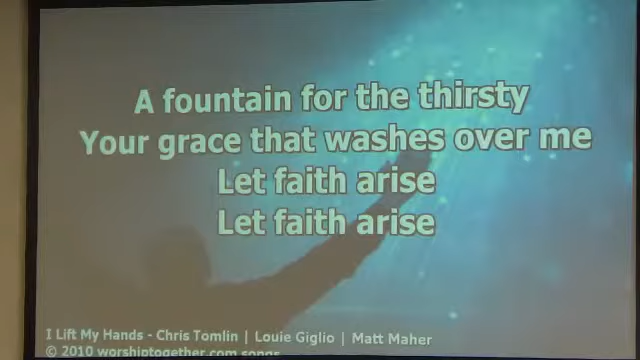 A fountain for the thirsty
Your grace that washes over me
Let faith arise
Let faith arise
I Lift My Hands - Chris Tomlin | Louie Giglio | Matt Maher
© 2010 worshiptogether.com songs